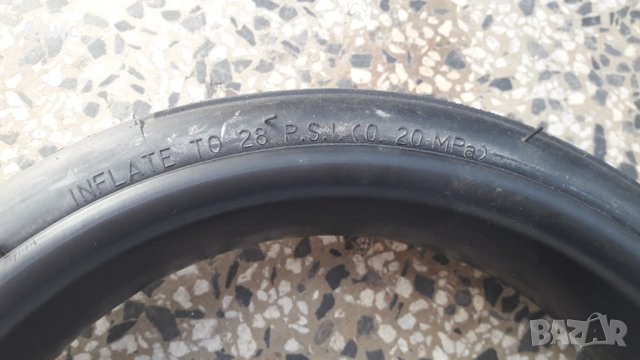 INFLATE TO 28 P.S.I. (0. 20 MPa)
BAZAR